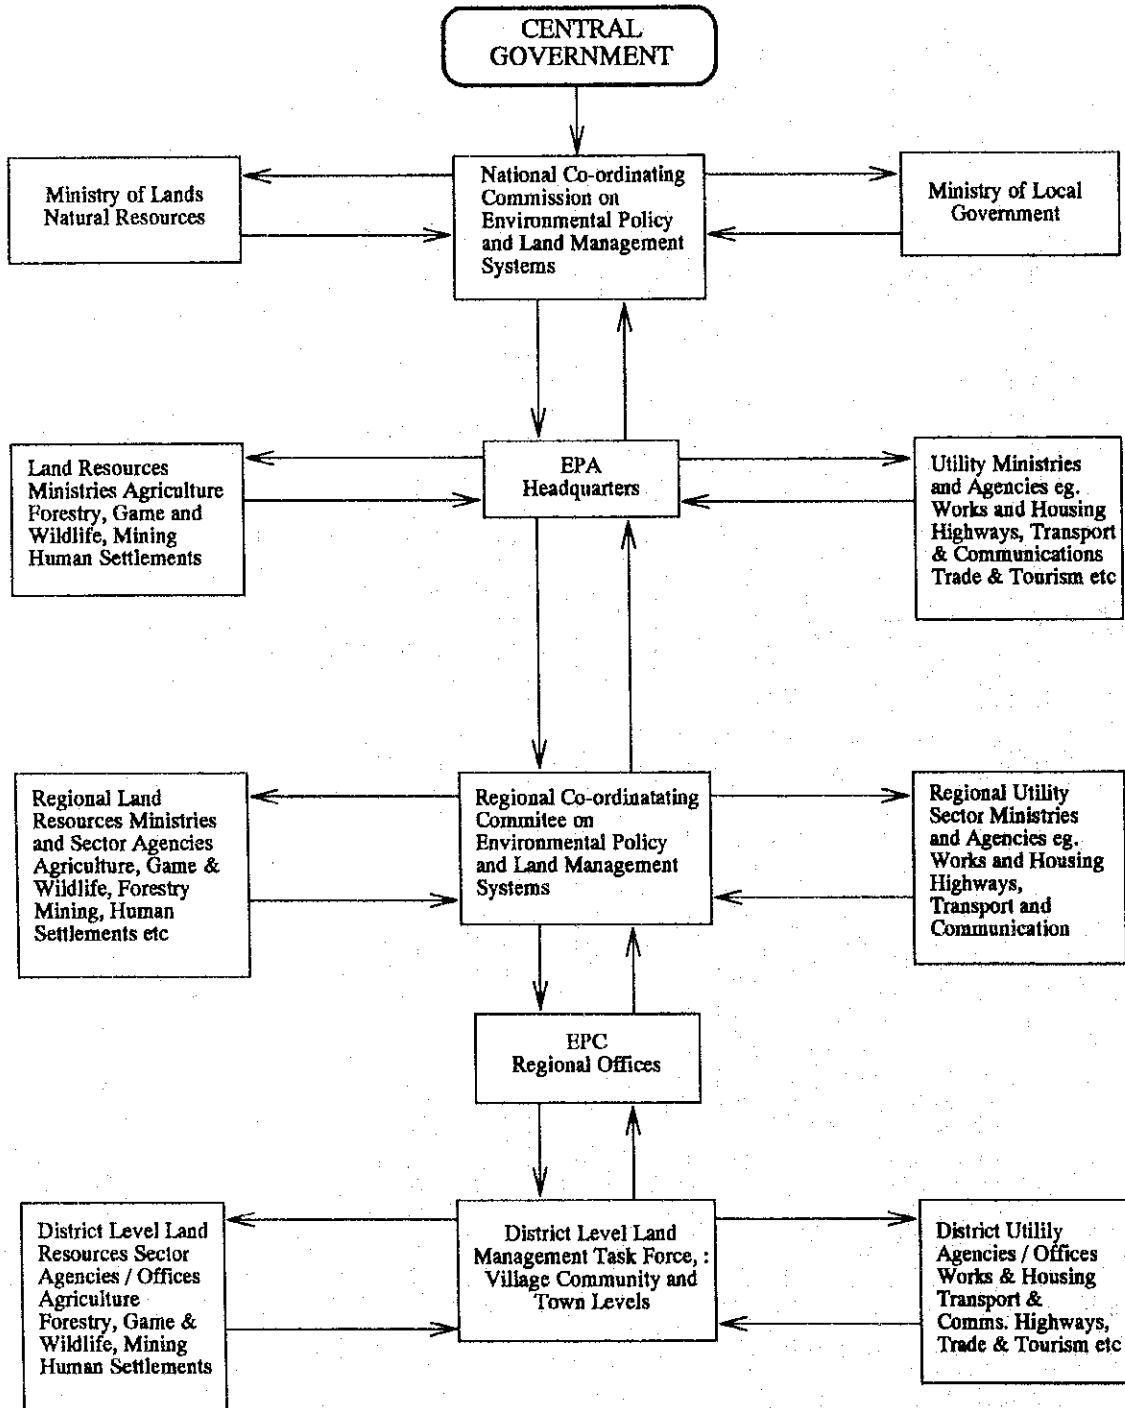 CENTRAL
GOVERNMENT
Ministry of Lands
Natural Resources
National Co-ordinating
Commission on
Environmental Policy
and Land Management
Systems
Ministry of Local
Government
Land Resources
Ministries Agriculture
Forestry, Game and
Wildlife, Mining
Human Settlements
EPA
Headquarters
Utility Ministries
and Agencies eg.
Works and Housing
Highways, Transport
& Communications
Trade & Tourism etc
Regional Land
Resources Ministries
and Sector Agencies
Agriculture, Game &
Wildlife, Forestry
Mining, Human
Settlements etc
Regional Co-ordinatating
Commitee on
Environmental Policy
and Land Management
Systems
Regional Utility
Sector Ministries
and Agencies eg.
Works and Housing
Highways,
Transport and
Communication
EPC
Regional Offices
District Level Land
Resources Sector
Agencies / Offices
Agriculture
Forestry, Game &
Wildlife, Mining
Human Settlements
District Level Land
Management Task Force, :
Village Community and
Town Levels
District Utilily
Agencies / Offices
Works & Housing
Transport &
Comms. Highways,
Trade & Tourism etc